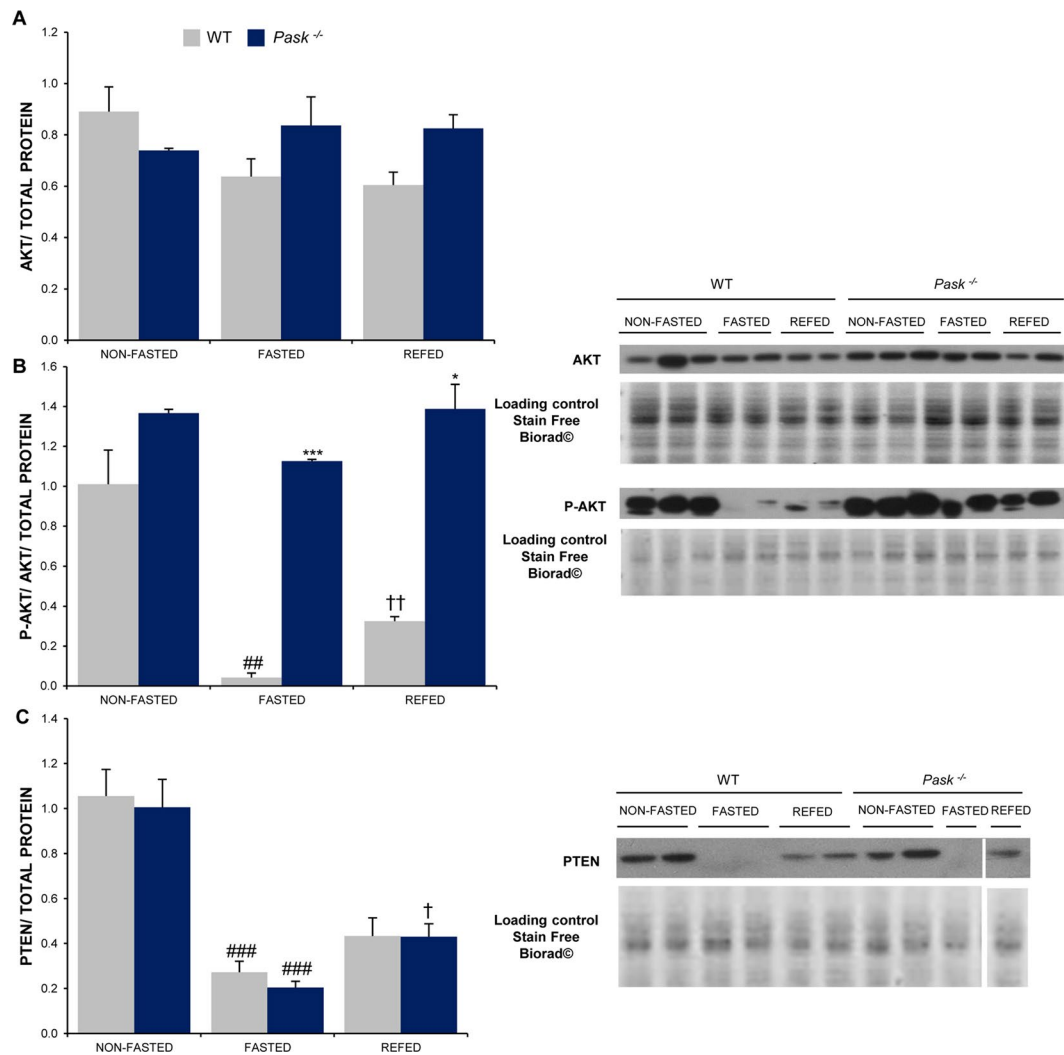 A
WT Pask -/-
AKT/ TOTAL PROTEIN
1.2
1.0
0.8
0.6
0.4
0.2
0.0
NON-FASTED FASTED REFED
B
P-AKT/ AKT/ TOTAL PROTEIN
1.6
1.4
1.2
1.0
0.8
0.6
0.4
0.2
0.0
## *** †† *
NON-FASTED FASTED REFED
WT Pask -/-
NON-FASTED FASTED REFED NON-FASTED FASTED REFED
AKT
Loading control
Stain Free
Biorad©
P-AKT
Loading control
Stain Free
Biorad©
C
PTEN/ TOTAL PROTEIN
1.4
1.2
1.0
0.8
0.6
0.4
0.2
0.0
### ### †
NON-FASTED FASTED REFED
WT Pask -/-
NON-FASTED FASTED REFED NON-FASTED FASTED REFED
PTEN
Loading control
Stain Free
Biorad©